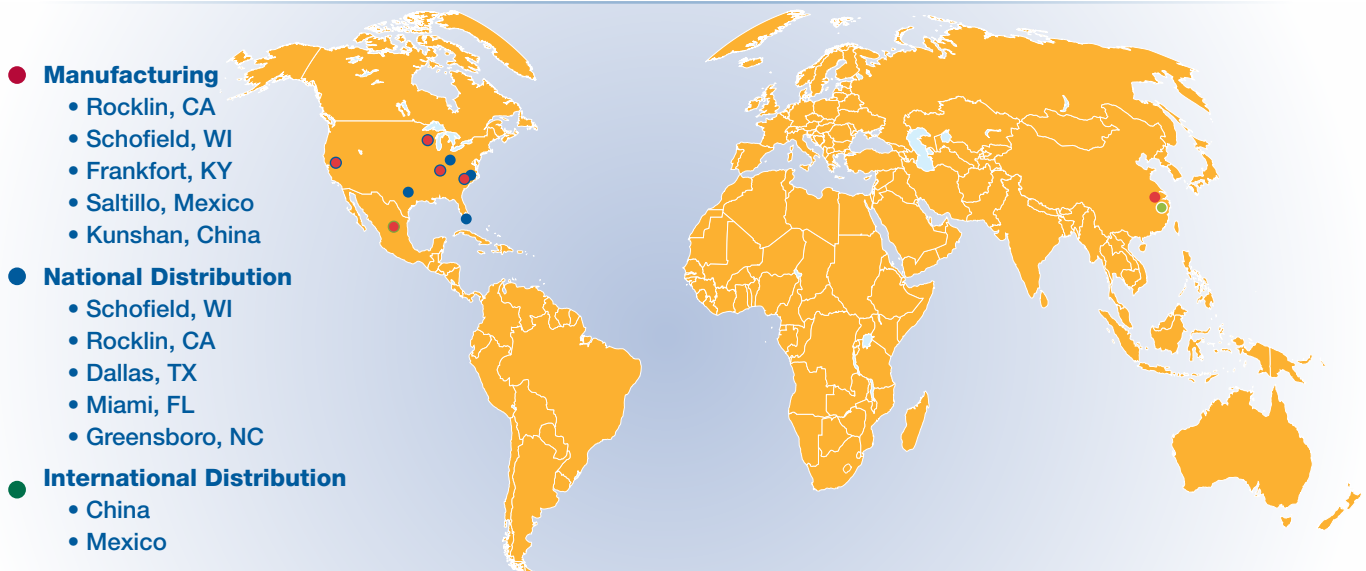 Manufacturing
• Rocklin, CA
• Schofield, WI
• Frankfort, KY
• Saltillo, Mexico
• Kunshan, China
National Distribution
• Schofield, WI
• Rocklin, CA
• Dallas, TX
• Miami, FL
• Greensboro, NC
International Distribution
• China
• Mexico